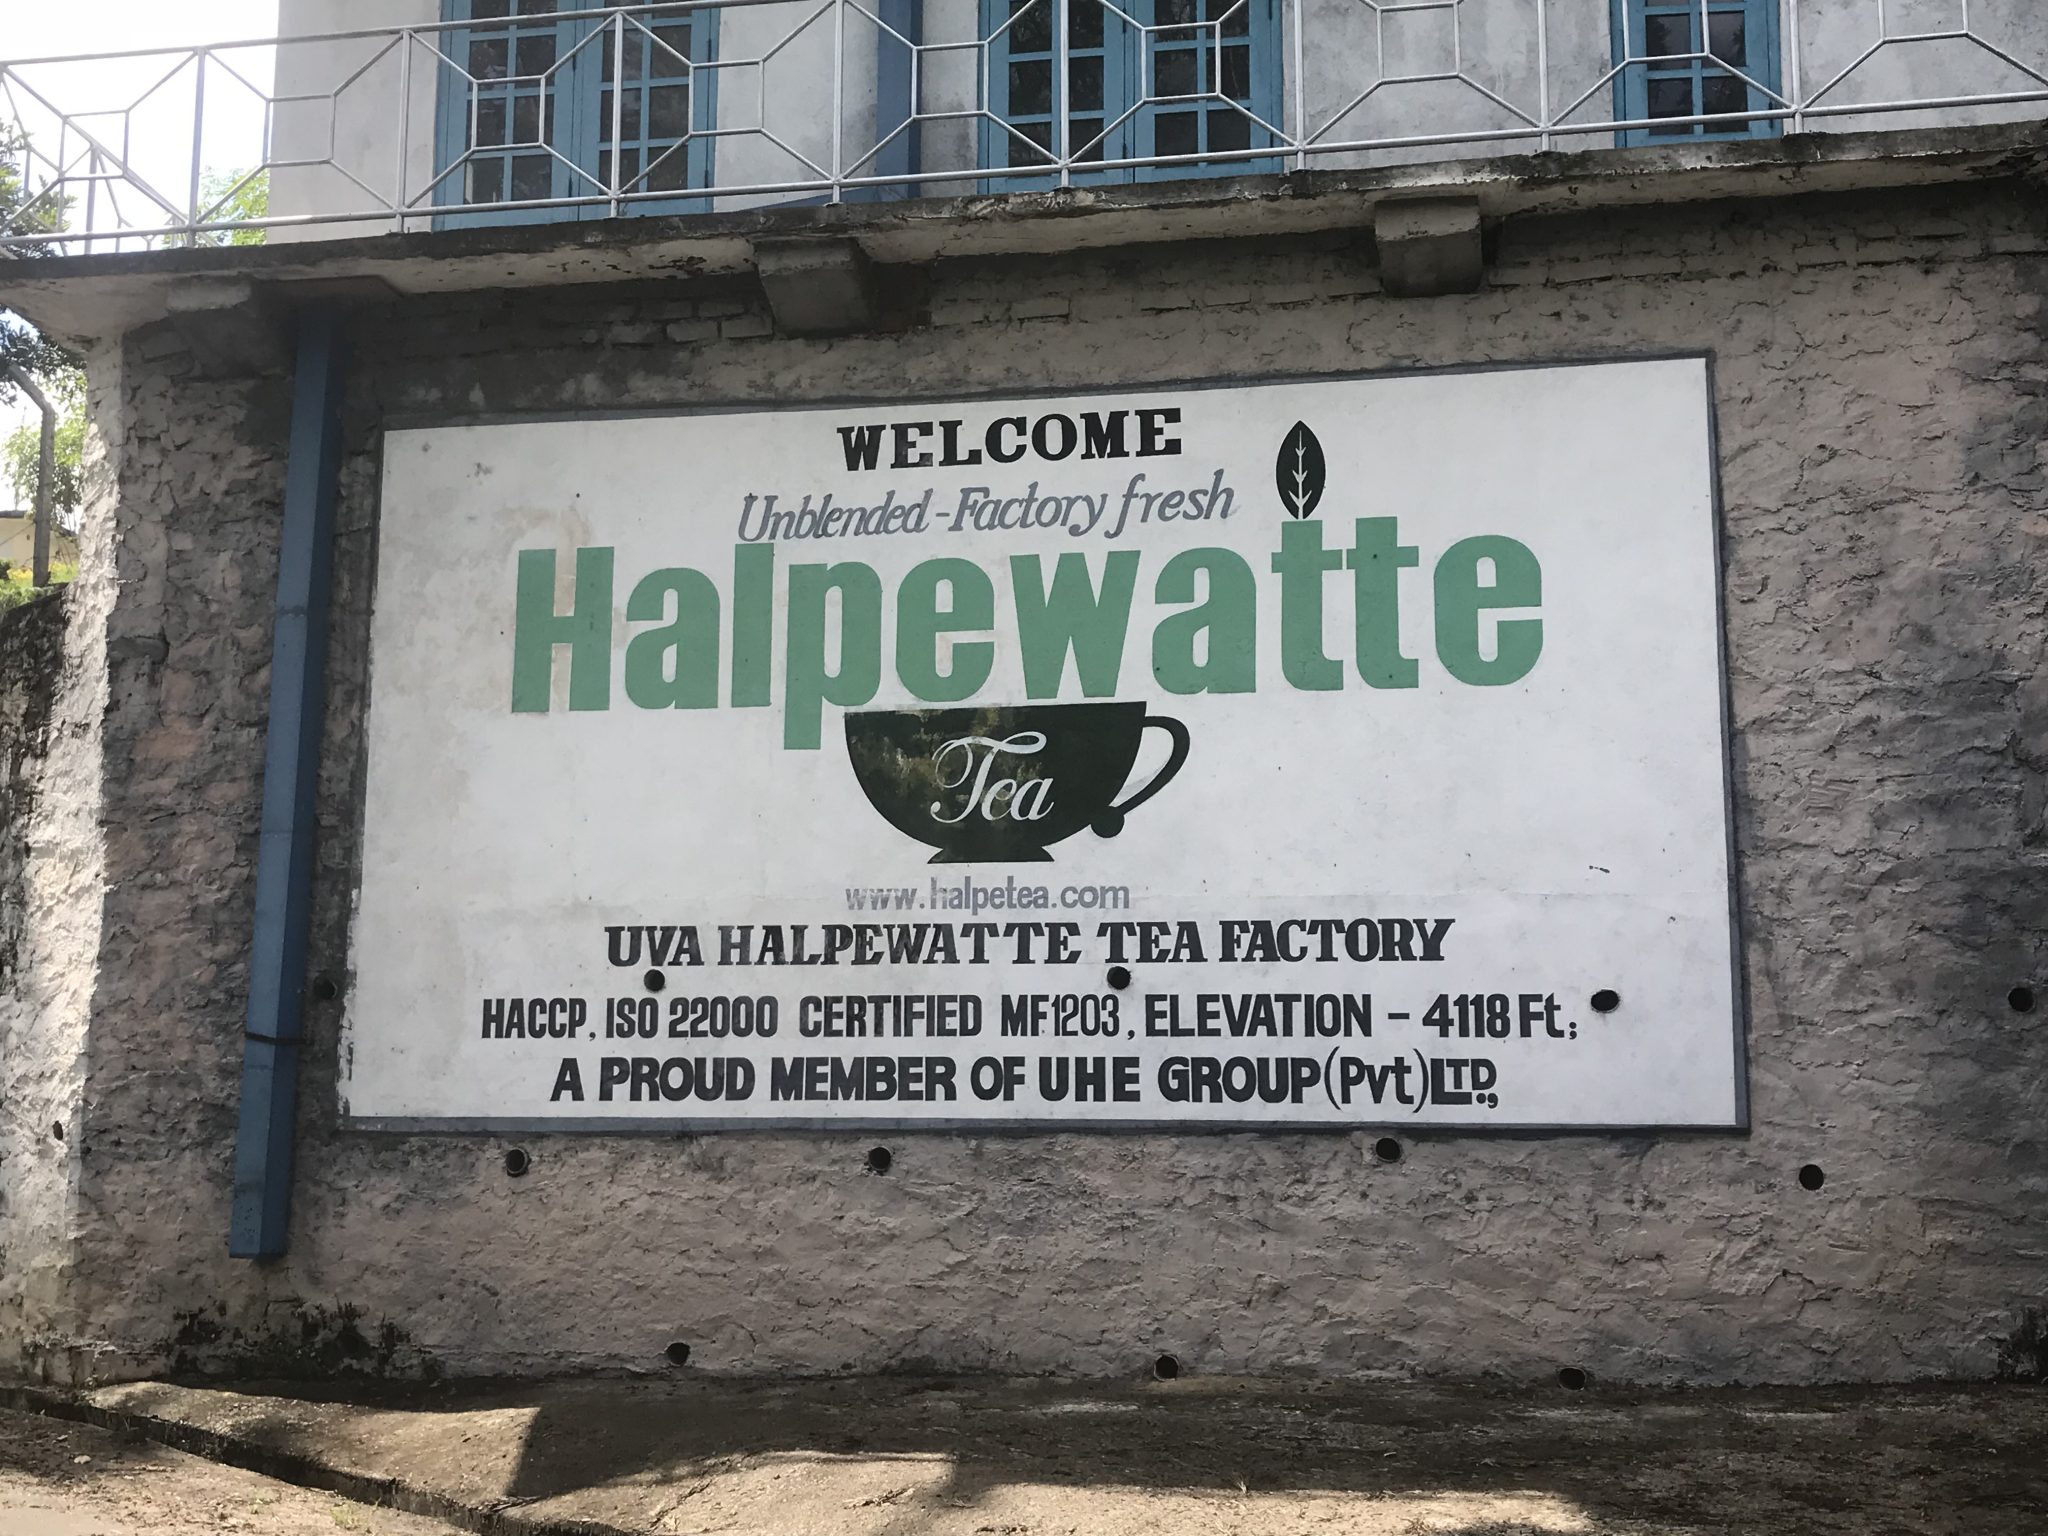 WELCOME
Unblended-Factory fresh
Halpewatte
Tea
www.halpetea.com
UVA HALPEWATTE TEA FACTORY
HACCP, ISO 22000 CERTIFIED MF1203, ELEVATION - 4118 Ft;
A PROUD MEMBER OF UHE GROUP (Pvt) LTD.,